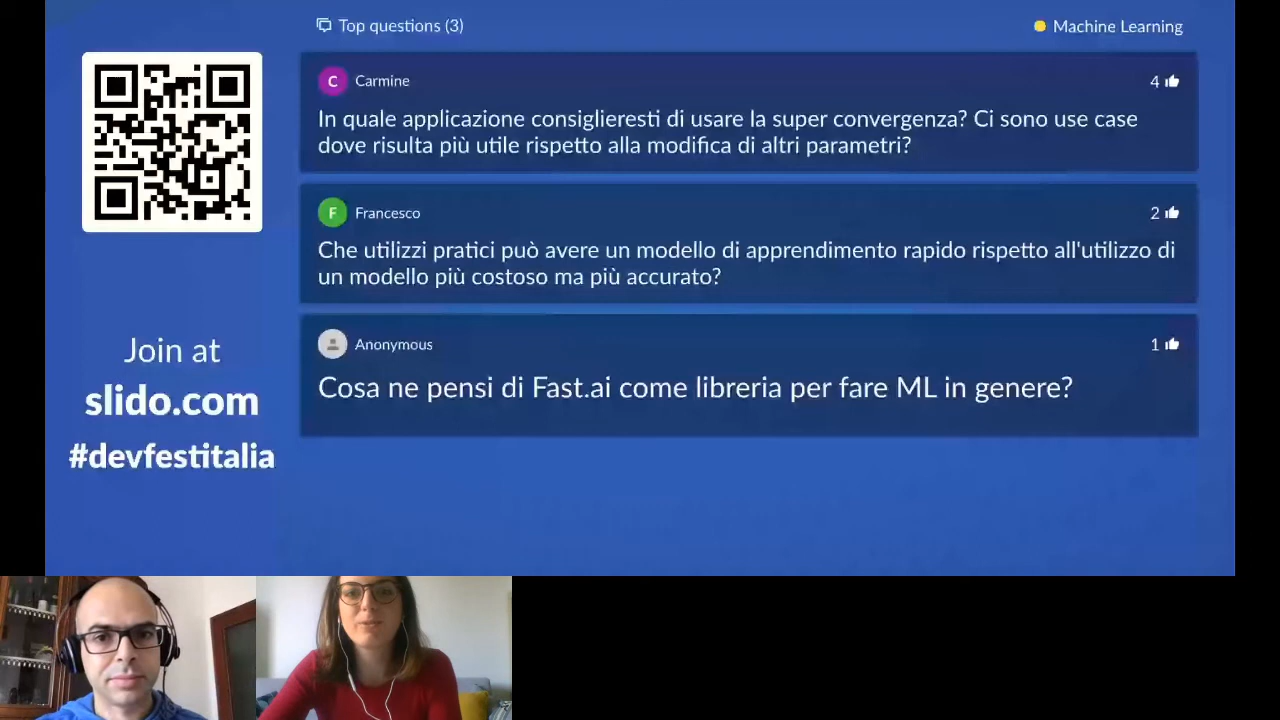 Top questions (3)
Machine Learning
C Carmine
4
In quale applicazione consiglieresti di usare la super convergenza? Ci sono use case
dove risulta più utile rispetto alla modifica di altri parametri?
F Francesco
2
Che utilizzi pratici può avere un modello di apprendimento rapido rispetto all'utilizzo di
un modello più costoso ma più accurato?
Anonymous
1
Cosa ne pensi di Fast.ai come libreria per fare ML in genere?
Join at
slido.com
#devfestitalia